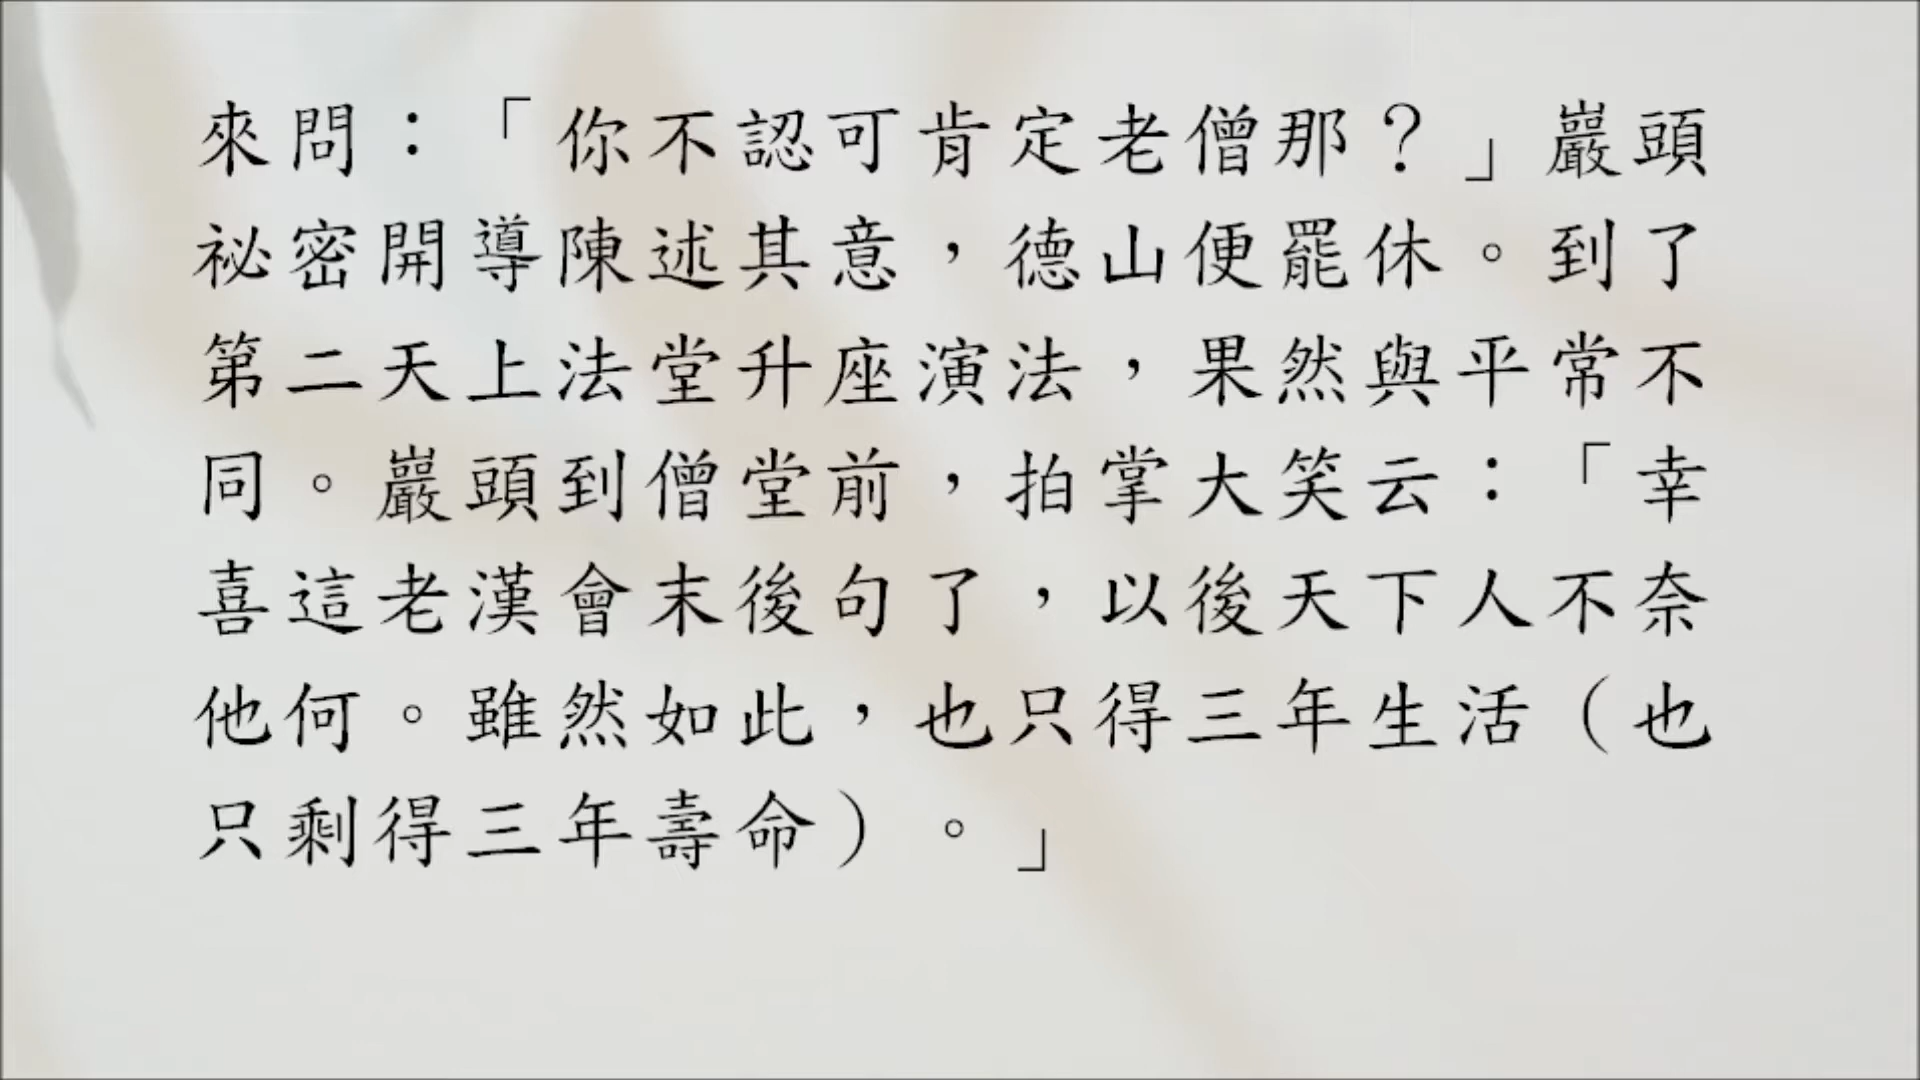 來問：「你不認可肯定老僧那？」巖頭
祕密開導陳述其意，德山便罷休。到了
第二天上法堂升座演法，果然與平常不
同。巖頭到僧堂前，拍掌大笑云：「幸
喜這老漢會末後句了，以後天下人不奈
他何。雖然如此，也只得三年生活（也
只剩得三年壽命）。」